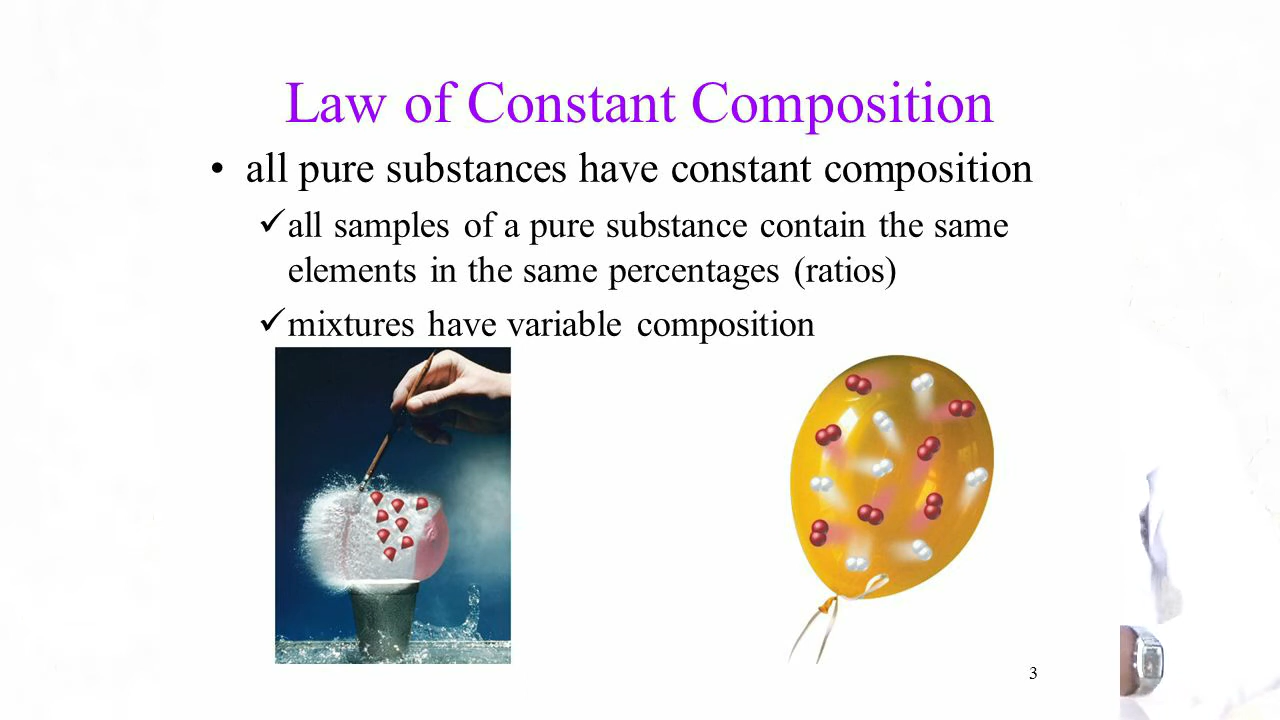 Law of Constant Composition
• all pure substances have constant composition
✓ all samples of a pure substance contain the same
elements in the same percentages (ratios)
✓ mixtures have variable composition
3